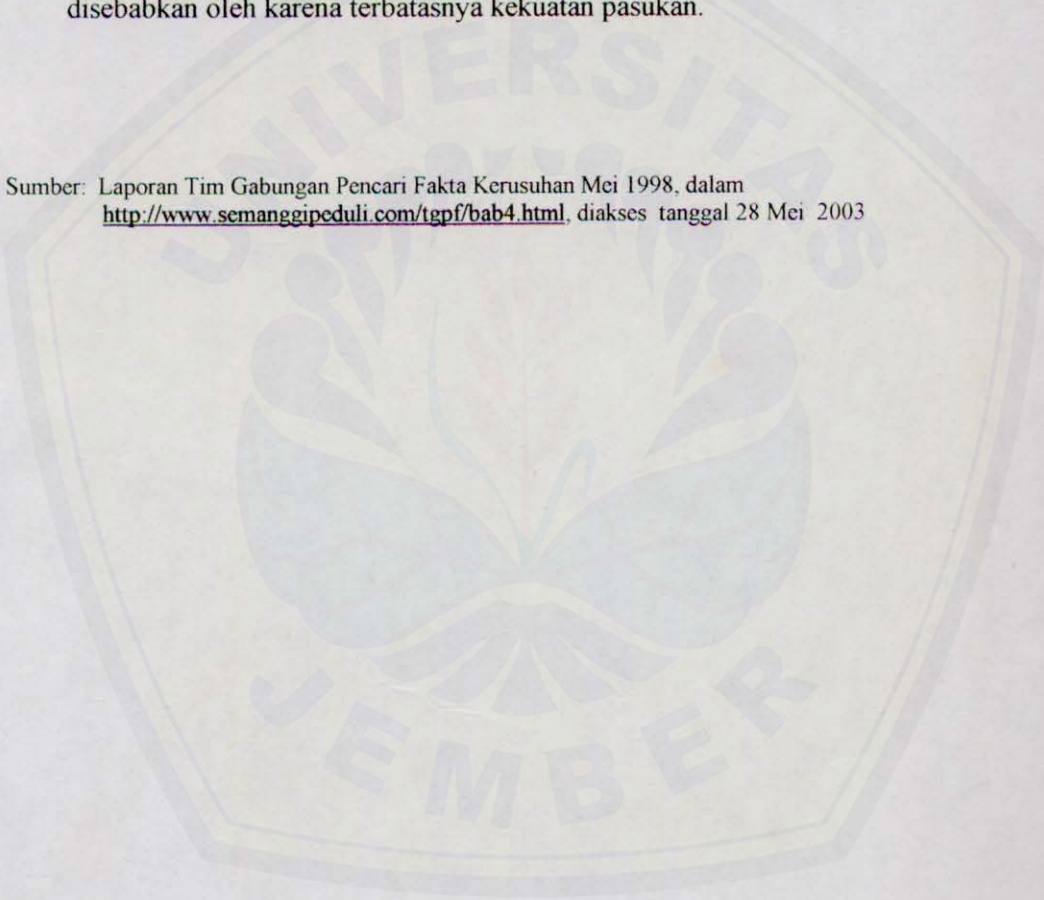 disebabkan oleh karena terbatasnya kekuatan pasukan.
Sumber: Laporan Tim Gabungan Pencari Fakta Kerusuhan Mei 1998, dalam
http://www.semanggipeduli.com/tgpf/bab4.html, diakses tanggal 28 Mei 2003
UNIVERSITAS
JEMBER